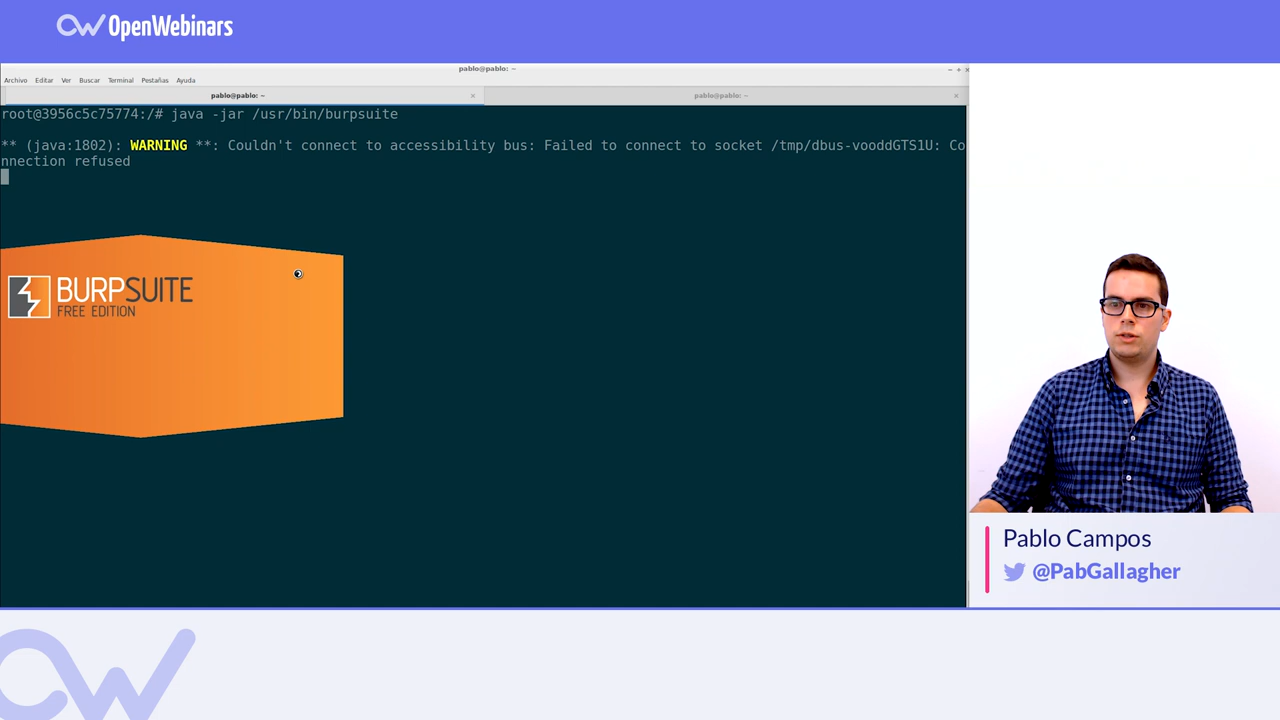 OpenWebinars
pablo@pablo: ~
Archivo Editar Ver Buscar Terminal Pestañas Ayuda
pablo@pablo: ~
pablo@pablo: ~
root@3956c5c75774:/# java -jar /usr/bin/burpsuite
** (java:1802): WARNING **: Couldn't connect to accessibility bus: Failed to connect to socket /tmp/dbus-vooddGTS1U: Co
nnection refused
BURPSUITE
FREE EDITION
Pablo Campos
@PabGallagher